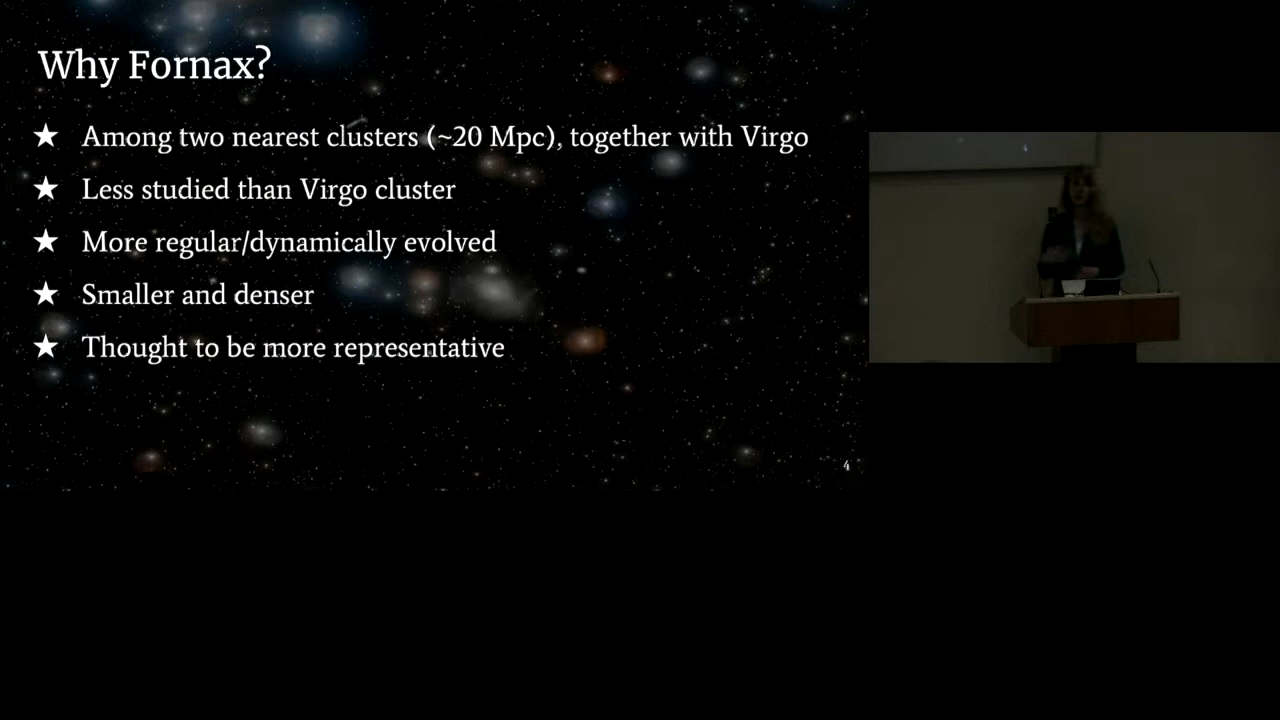 Why Fornax?
★ Among two nearest clusters (~20 Mpc), together with Virgo
★ Less studied than Virgo cluster
★ More regular/dynamically evolved
★ Smaller and denser
★ Thought to be more representative
4